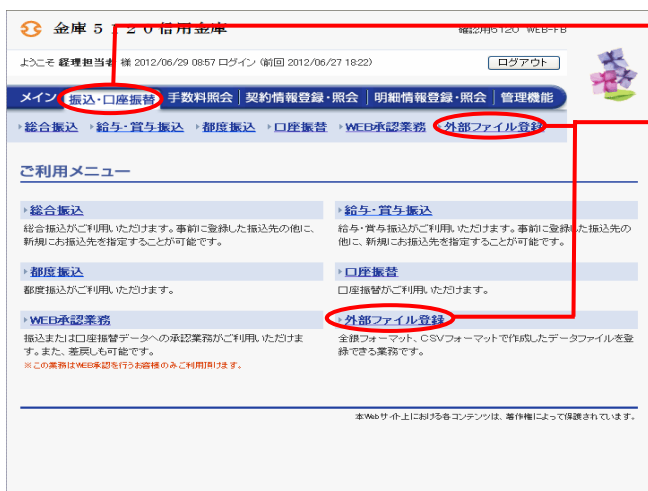 金庫5120信用金庫
確認用5120 WEB-FB
ようこそ 経理担当者 様 2012/06/29 08:57 ログイン (前回 2012/06/27 18:22)
ログアウト
メイン 振込・口座振替 手数料照会 契約情報登録・照会 明細情報登録・照会 管理機能
総合振込 給与・賞与振込 都度振込 口座振替 WEB承認業務 外部ファイル登録
ご利用メニュー
総合振込
総合振込がご利用いただけます。事前に登録した振込先の他に、
新規にお振込先を指定することが可能です。
給与・賞与振込
給与・賞与振込がご利用いただけます。事前に登録した振込先の
他に、新規にお振込先を指定することが可能です。
都度振込
都度振込がご利用いただけます。
口座振替
口座振替がご利用いただけます。
WEB承認業務
振込または口座振替データへの承認業務がご利用いただけま
す。また、差戻しも可能です。
※この業務はWEB承認を行うお客様のみご利用頂けます。
外部ファイル登録
全銀フォーマット、CSVフォーマットで作成したデータファイルを登
録できる業務です。
本Webサイト上における各コンテンツは、著作権によって保護されています。